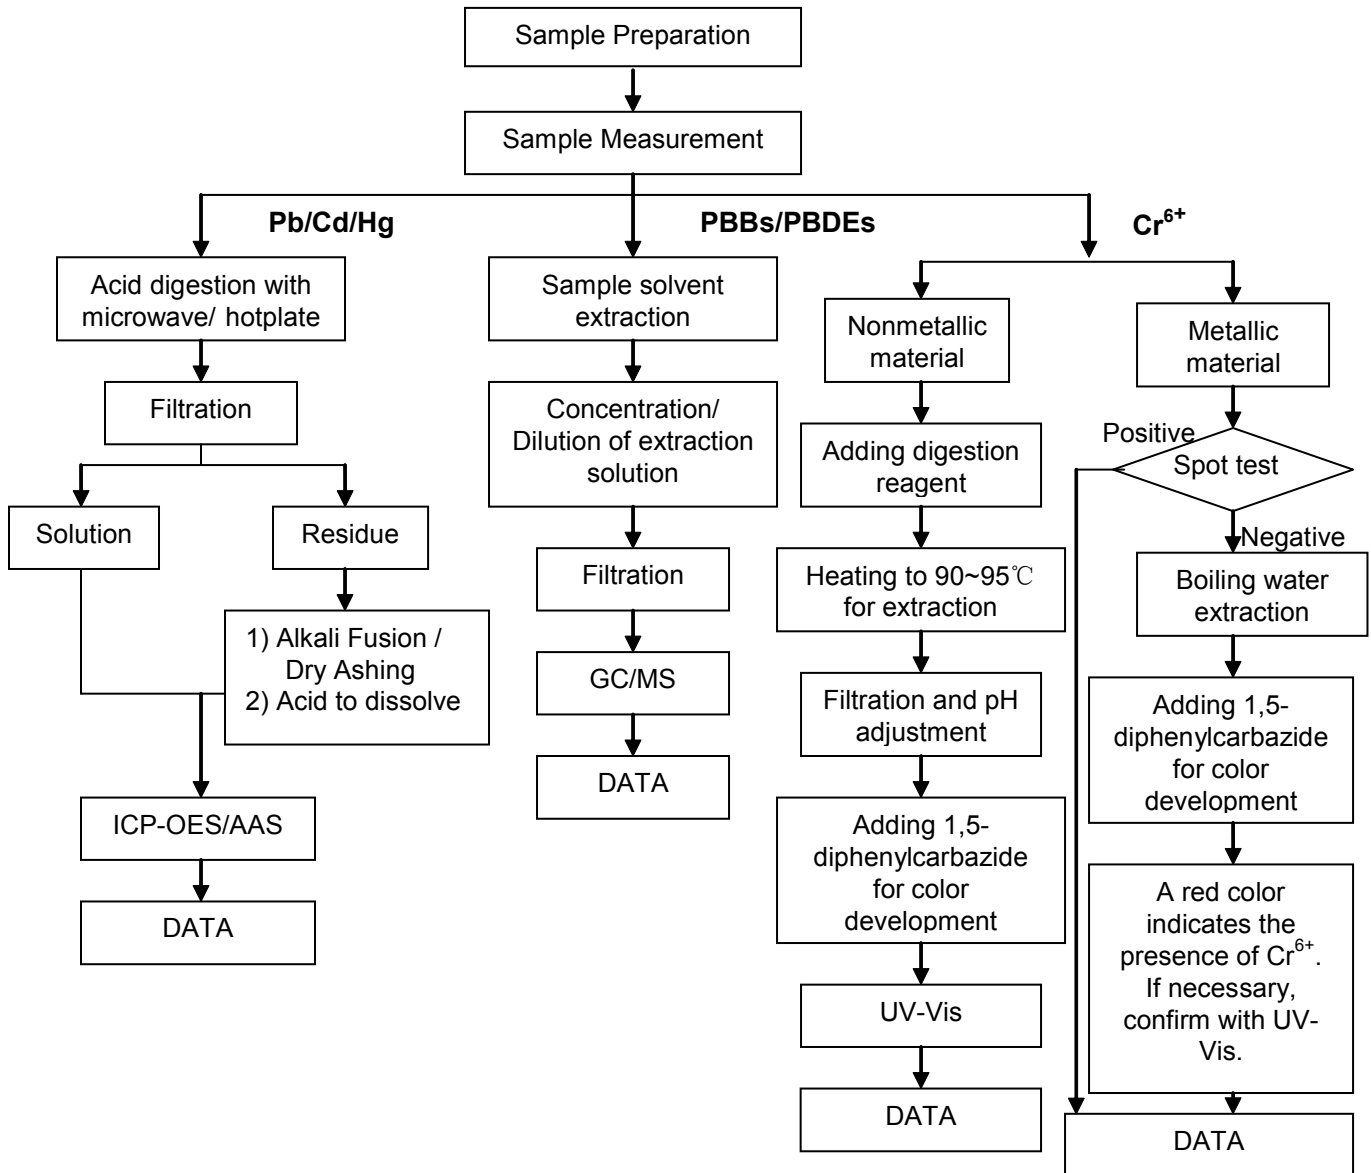 Sample Preparation
Sample Measurement
Pb/Cd/Hg
PBBs/PBDEs
Cr⁶⁺
Acid digestion with
microwave/ hotplate
Filtration
Solution
Residue
1) Alkali Fusion /
Dry Ashing
2) Acid to dissolve
ICP-OES/AAS
DATA
Sample solvent
extraction
Concentration/
Dilution of extraction
solution
Filtration
GC/MS
DATA
Nonmetallic
material
Adding digestion
reagent
Heating to 90~95℃
for extraction
Filtration and pH
adjustment
Adding 1,5-
diphenylcarbazide
for color
development
UV-Vis
DATA
Metallic
material
Positive
Spot test
Negative
Boiling water
extraction
Adding 1,5-
diphenylcarbazide
for color
development
A red color
indicates the
presence of Cr⁶⁺.
If necessary,
confirm with UV-
Vis.
DATA